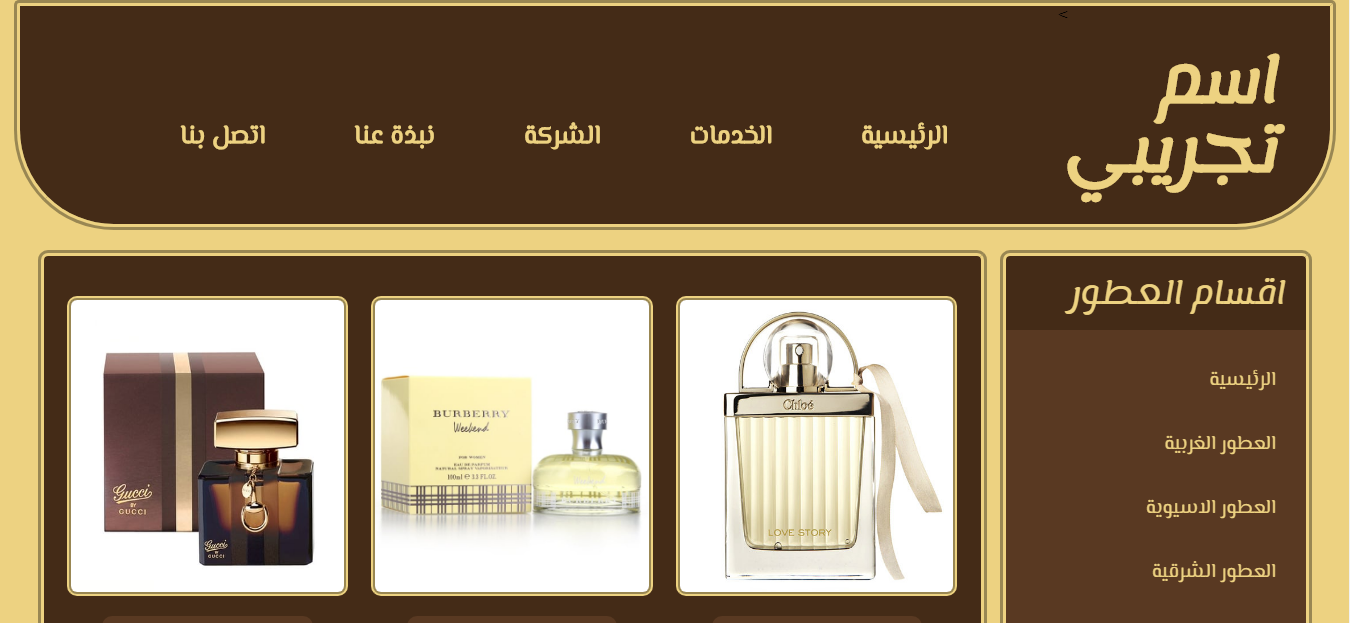 <
اسم
تجريبي
الرئيسية
الخدمات
الشركة
نبذة عنا
اتصل بنا
اقسام العطور
الرئيسية
العطور الغربية
العطور الاسيوية
العطور الشرقية
Chloé
LOVE STORY
BURBERRY
Weekend
FOR WOMEN
EAU DE PARFUM
NATURAL SPRAY VAPORISATEUR
100ml e 3.3 FL.OZ.
Gucci
BY
GUCCI
Gucci
BY
GUCCI